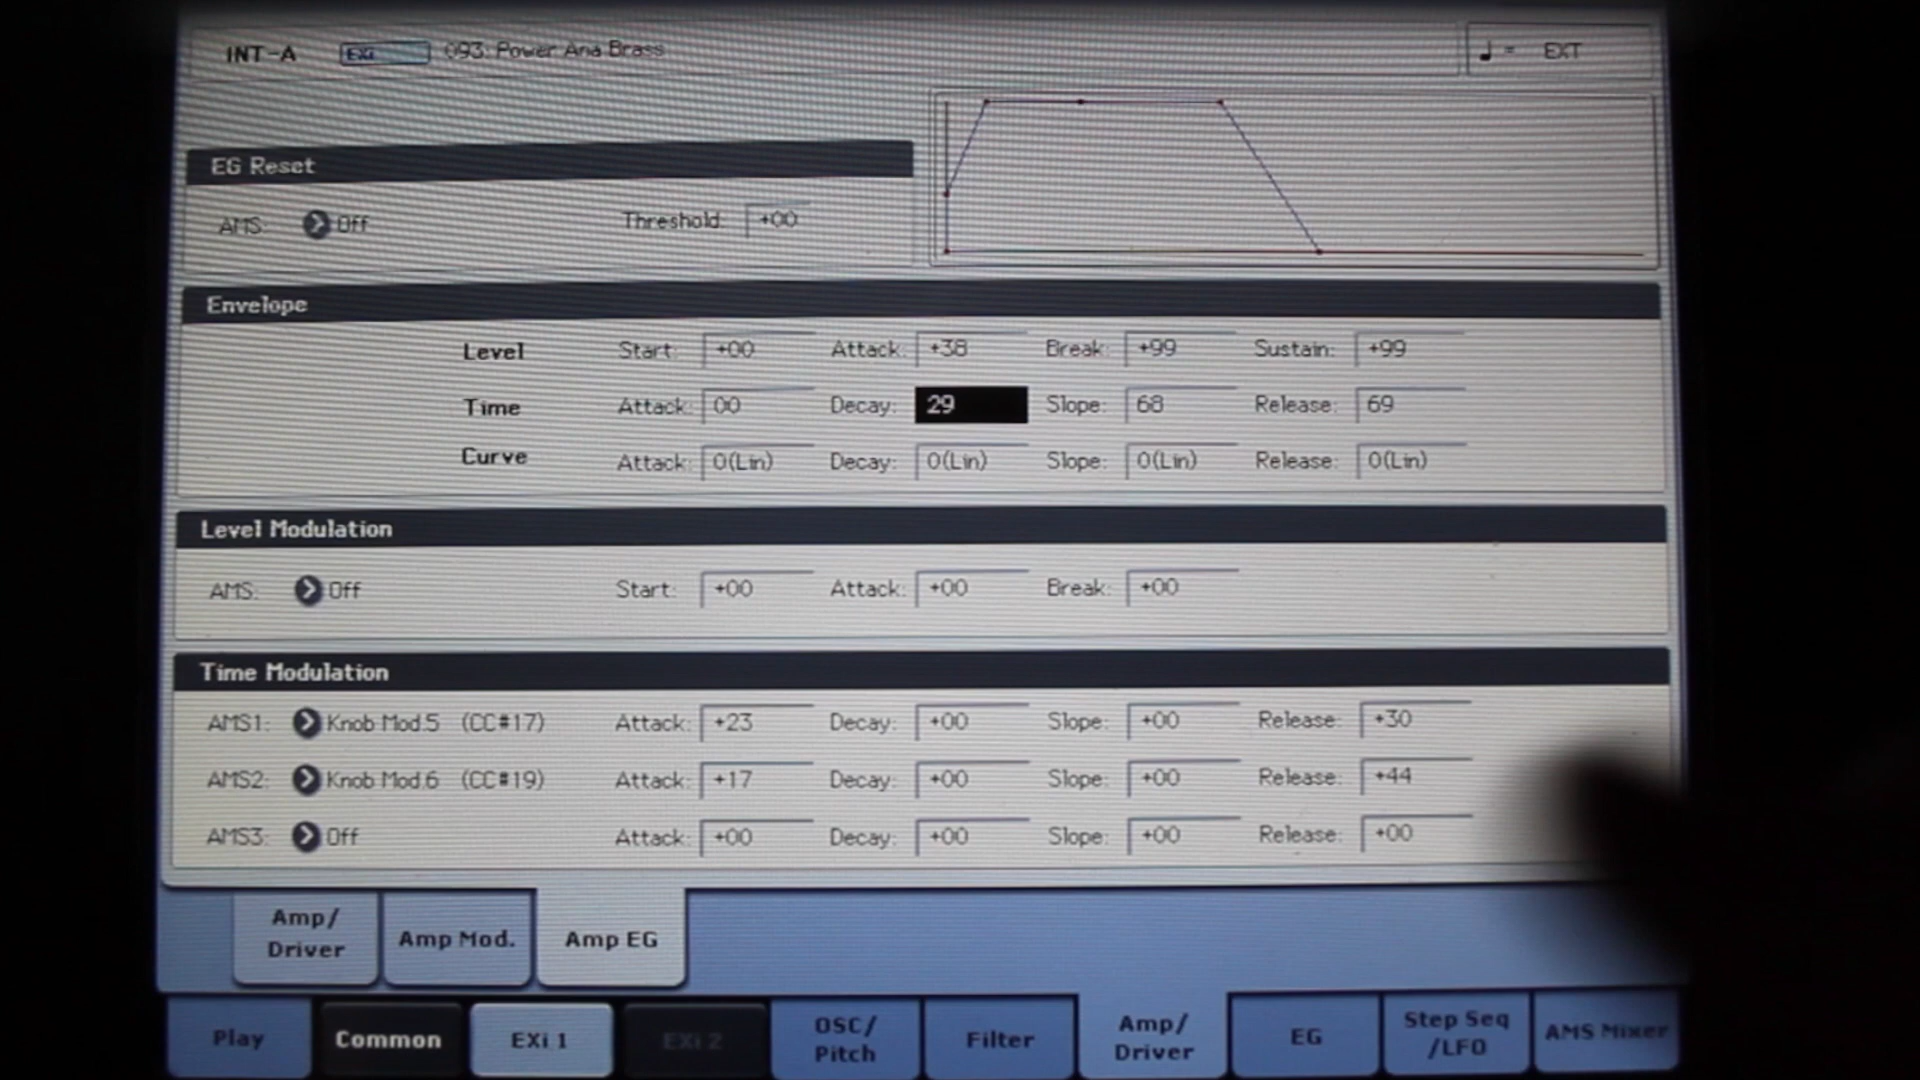 INT-A EXi 093: Power Ana Brass ♩ = EXT
EG Reset
AMS: Off Threshold: +00
Envelope
Level Start: +00 Attack: +38 Break: +99 Sustain: +99
Time Attack: 00 Decay: 29 Slope: 68 Release: 69
Curve Attack: 0(Lin) Decay: 0(Lin) Slope: 0(Lin) Release: 0(Lin)
Level Modulation
AMS: Off Start: +00 Attack: +00 Break: +00
Time Modulation
AMS1: Knob Mod.5 (CC#17) Attack: +23 Decay: +00 Slope: +00 Release: +30
AMS2: Knob Mod.6 (CC#19) Attack: +17 Decay: +00 Slope: +00 Release: +44
AMS3: Off Attack: +00 Decay: +00 Slope: +00 Release: +00
Amp/
Driver
Amp Mod.
Amp EG
Play
Common
EXi 1
EXi 2
OSC/
Pitch
Filter
Amp/
Driver
EG
Step Seq
/LFO
AMS Mixer